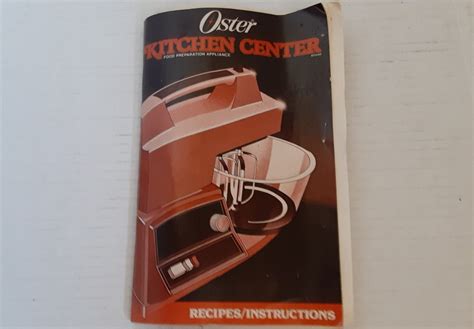 Oster
KITCHEN CENTER
FOOD PREPARATION APPLIANCE
RECIPES/INSTRUCTIONS